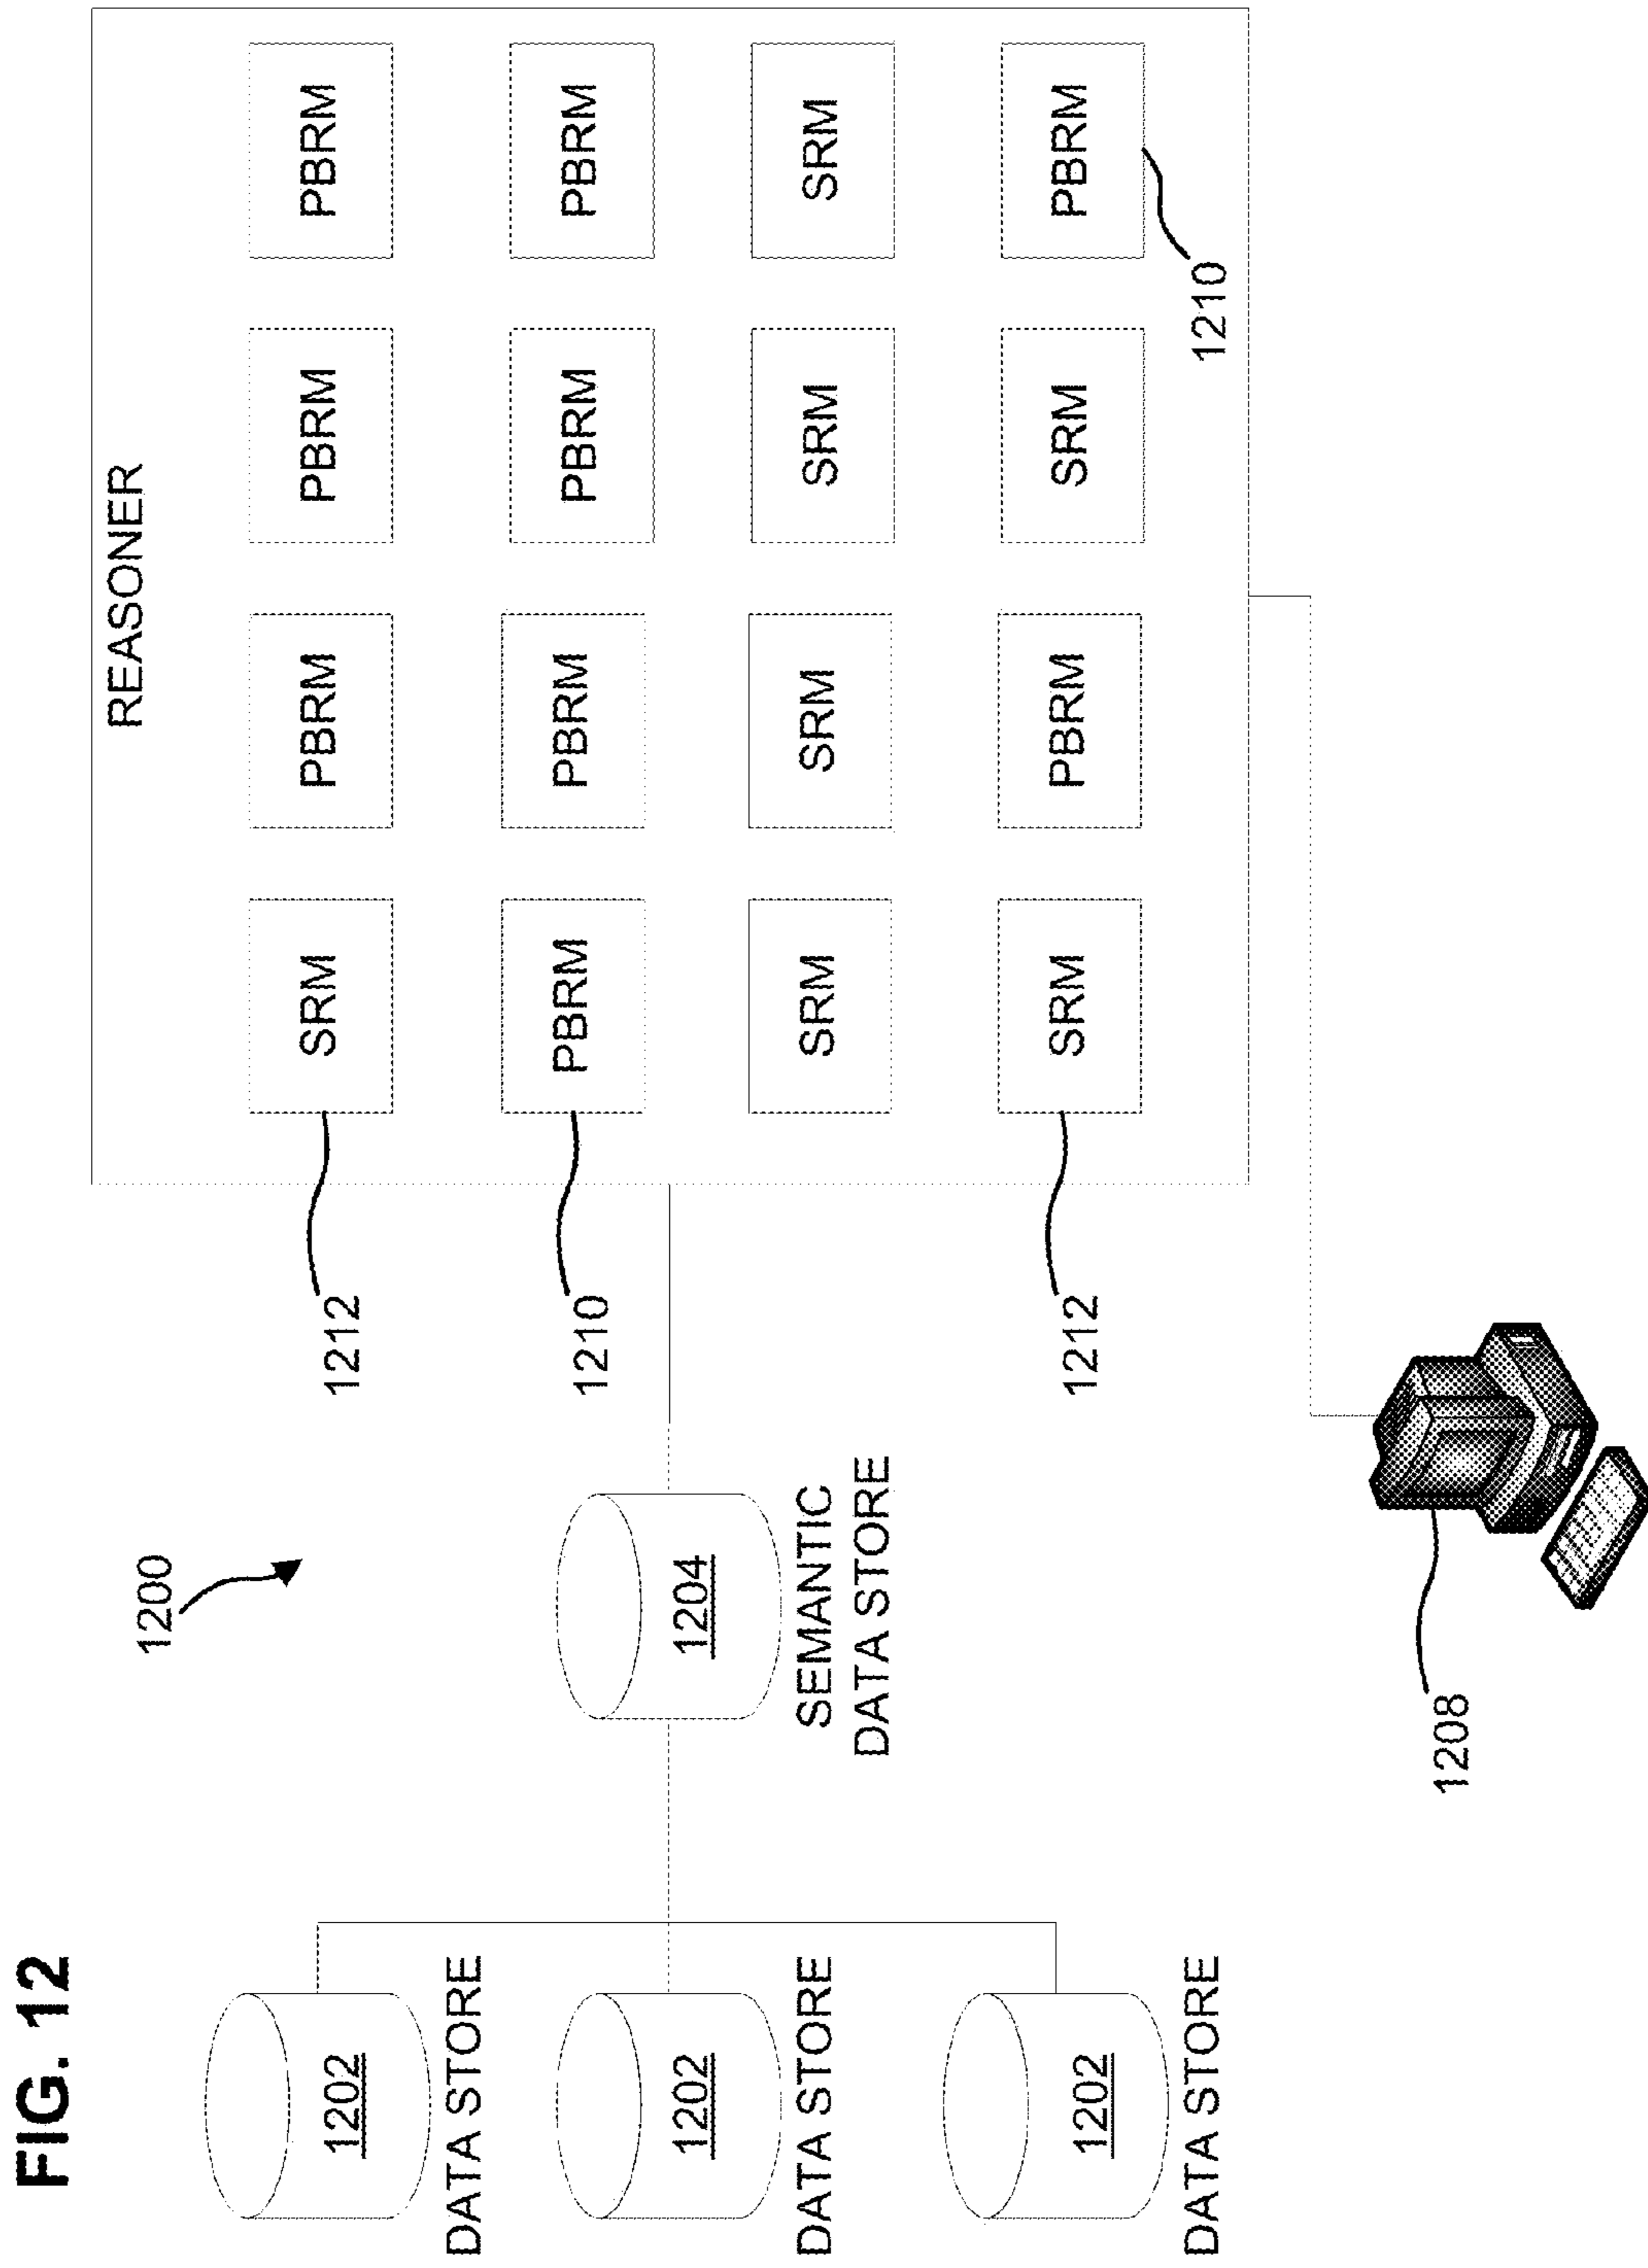 FIG. 12
REASONER
1200
1202
1212
SRM
PBRM
PBRM
PBRM
DATA STORE
1210
PBRM
PBRM
PBRM
PBRM
1202
1204
DATA STORE
SEMANTIC
DATA STORE
SRM
SRM
SRM
SRM
1202
1212
SRM
PBRM
SRM
PBRM
DATA STORE
1210
1208